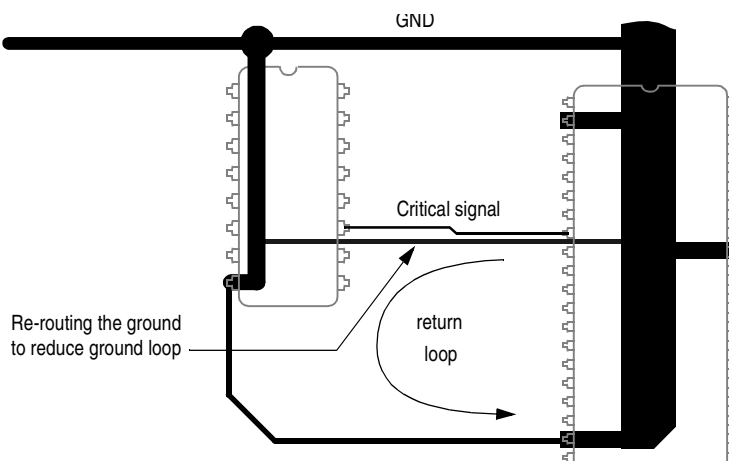 GND
Critical signal
Re-routing the ground
to reduce ground loop
return
loop